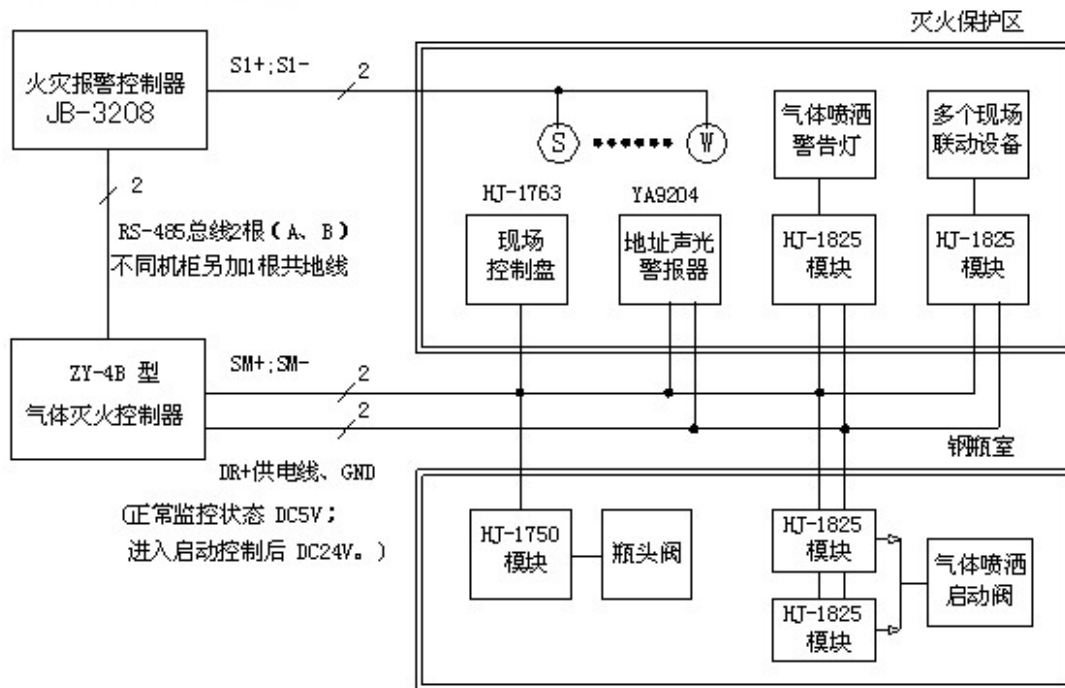 灭火保护区
火灾报警控制器
JB-3208
S1+;S1-
2
S
W
气体喷洒
警告灯
多个现场
联动设备
2
RS-485总线2根(A、B)
不同机柜另加1根共地线
HJ-1763
现场
控制盘
YA9204
地址声光
警报器
HJ-1825
模块
HJ-1825
模块
ZY-4B 型
气体灭火控制器
SM+;SM-
2
2
DR+供电线、GND
(正常监控状态 DC5V;
进入启动控制后 DC24V。)
钢瓶室
HJ-1750
模块
瓶头阀
HJ-1825
模块
HJ-1825
模块
气体喷洒
启动阀